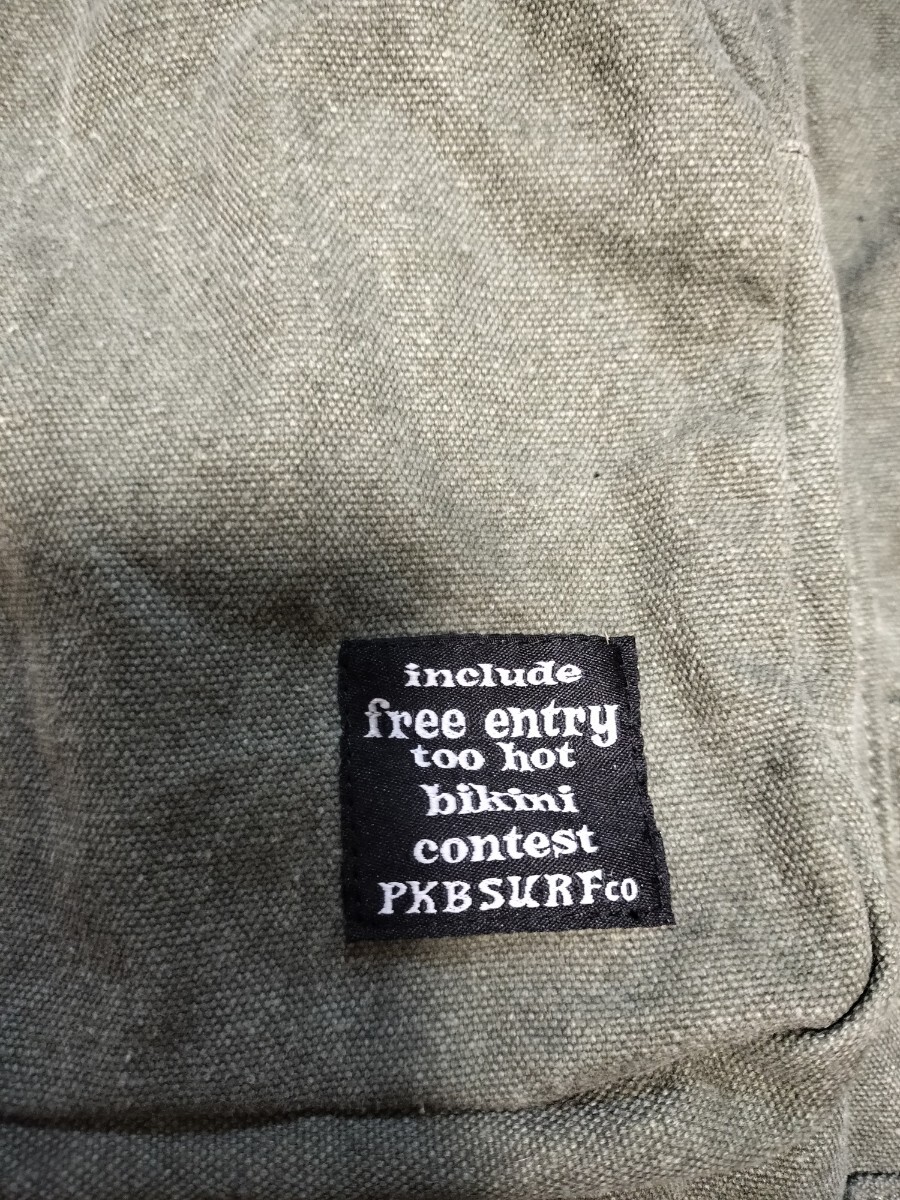 include
free entry
too hot
bikini
contest
PKBSURFco